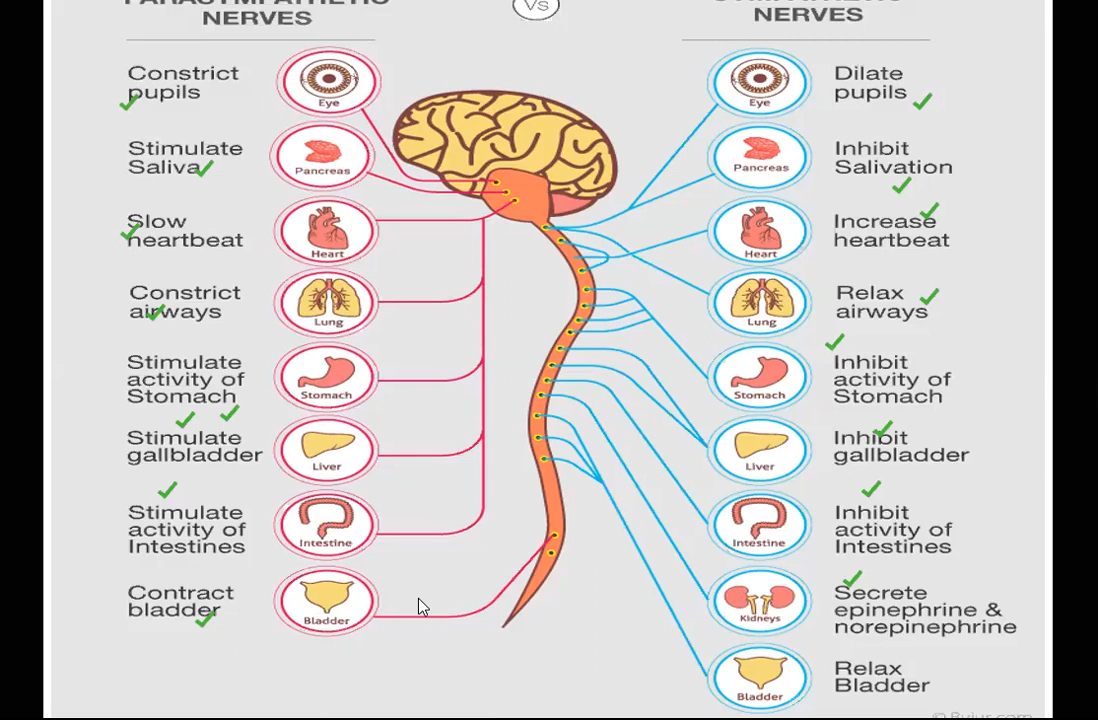 PARASYMPATHETIC
NERVES
Vs
NERVES
Constrict
pupils
Eye
Stimulate
Saliva
Pancreas
Slow
heartbeat
Heart
Constrict
airways
Lung
Stimulate
activity of
Stomach
Stomach
Stimulate
gallbladder
Liver
Stimulate
activity of
Intestines
Intestine
Contract
bladder
Bladder
Eye
Dilate
pupils
Pancreas
Inhibit
Salivation
Heart
Increase
heartbeat
Lung
Relax
airways
Stomach
Inhibit
activity of
Stomach
Liver
Inhibit
gallbladder
Intestine
Inhibit
activity of
Intestines
Kidneys
Secrete
epinephrine &
norepinephrine
Bladder
Relax
Bladder